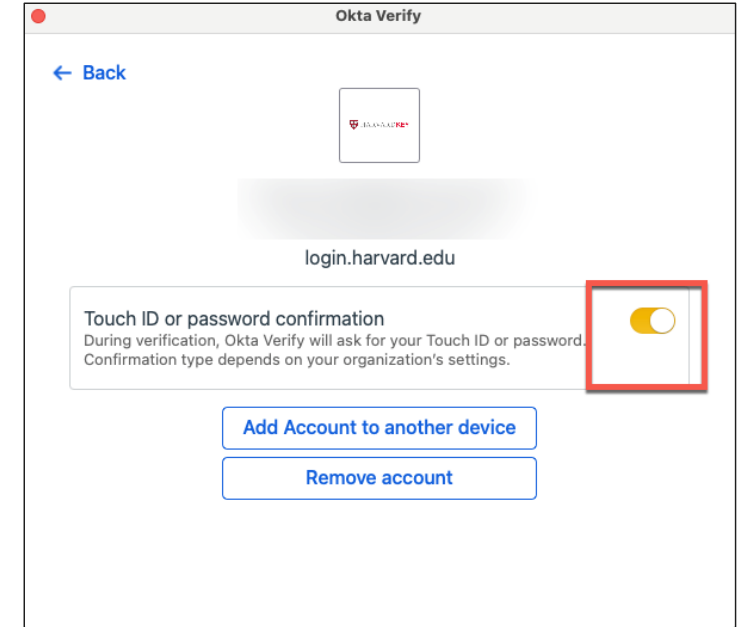 Okta Verify
← Back
HARVARDKEY
login.harvard.edu
Touch ID or password confirmation
During verification, Okta Verify will ask for your Touch ID or password.
Confirmation type depends on your organization's settings.
Add Account to another device
Remove account